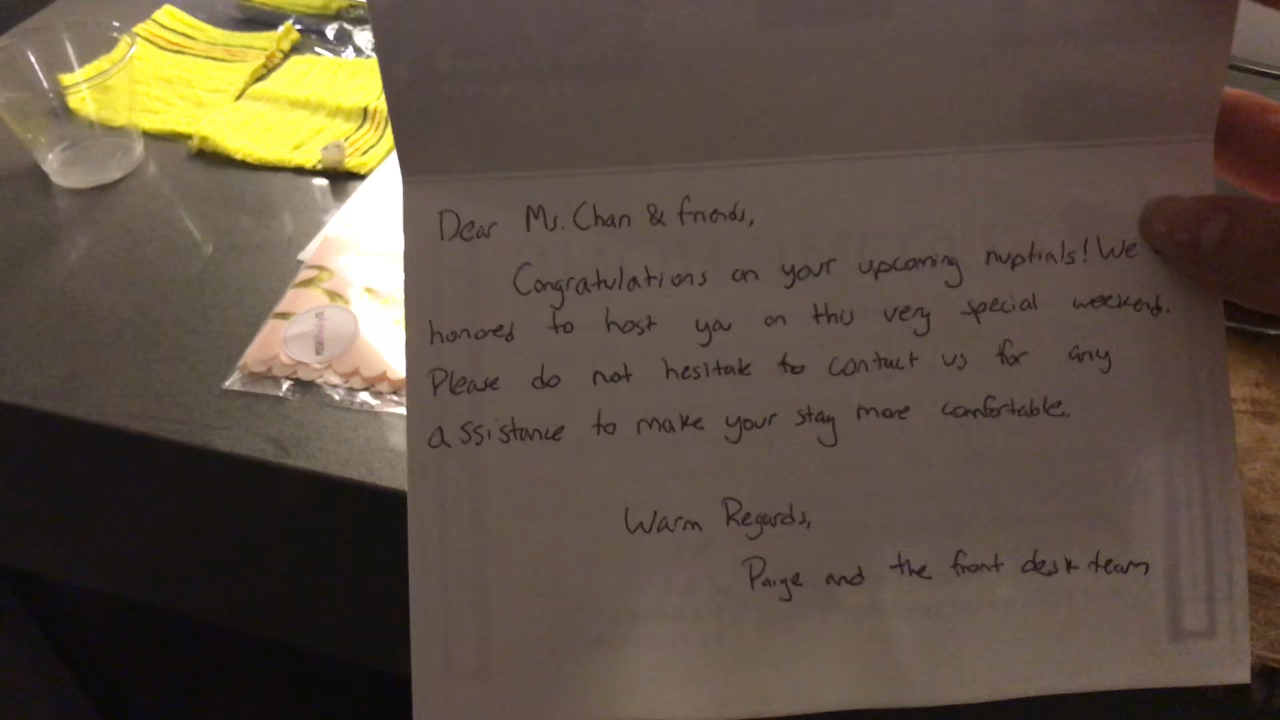 Dear Ms. Chan & friends,
Congratulations on your upcoming nuptials! We
honored to host you on this very special weekend.
Please do not hesitate to contact us for any
assistance to make your stay more comfortable.
Warm Regards,
Paige and the front desk team